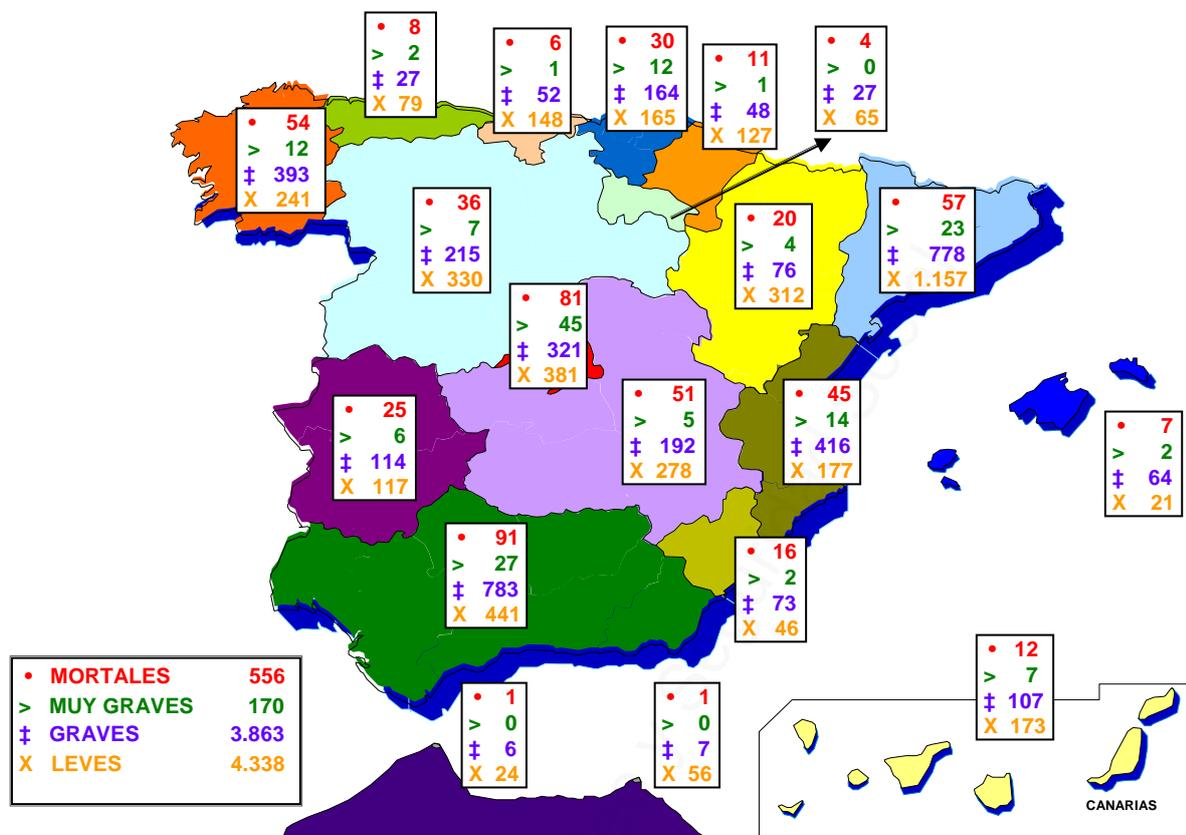 • 8
> 2
‡ 27
X 79
• 6
> 1
‡ 52
X 148
• 30
> 12
‡ 164
X 165
• 11
> 1
‡ 48
X 127
• 4
> 0
‡ 27
X 65
• 54
> 12
‡ 393
X 241
• 36
> 7
‡ 215
X 330
• 20
> 4
‡ 76
X 312
• 57
> 23
‡ 778
X 1.157
• 81
> 45
‡ 321
X 381
• 25
> 6
‡ 114
X 117
• 51
> 5
‡ 192
X 278
• 45
> 14
‡ 416
X 177
• 7
> 2
‡ 64
X 21
• 91
> 27
‡ 783
X 441
• 16
> 2
‡ 73
X 46
• MORTALES 556
> MUY GRAVES 170
‡ GRAVES 3.863
X LEVES 4.338
• 1
> 0
‡ 6
X 24
• 1
> 0
‡ 7
X 56
• 12
> 7
‡ 107
X 173
CANARIAS